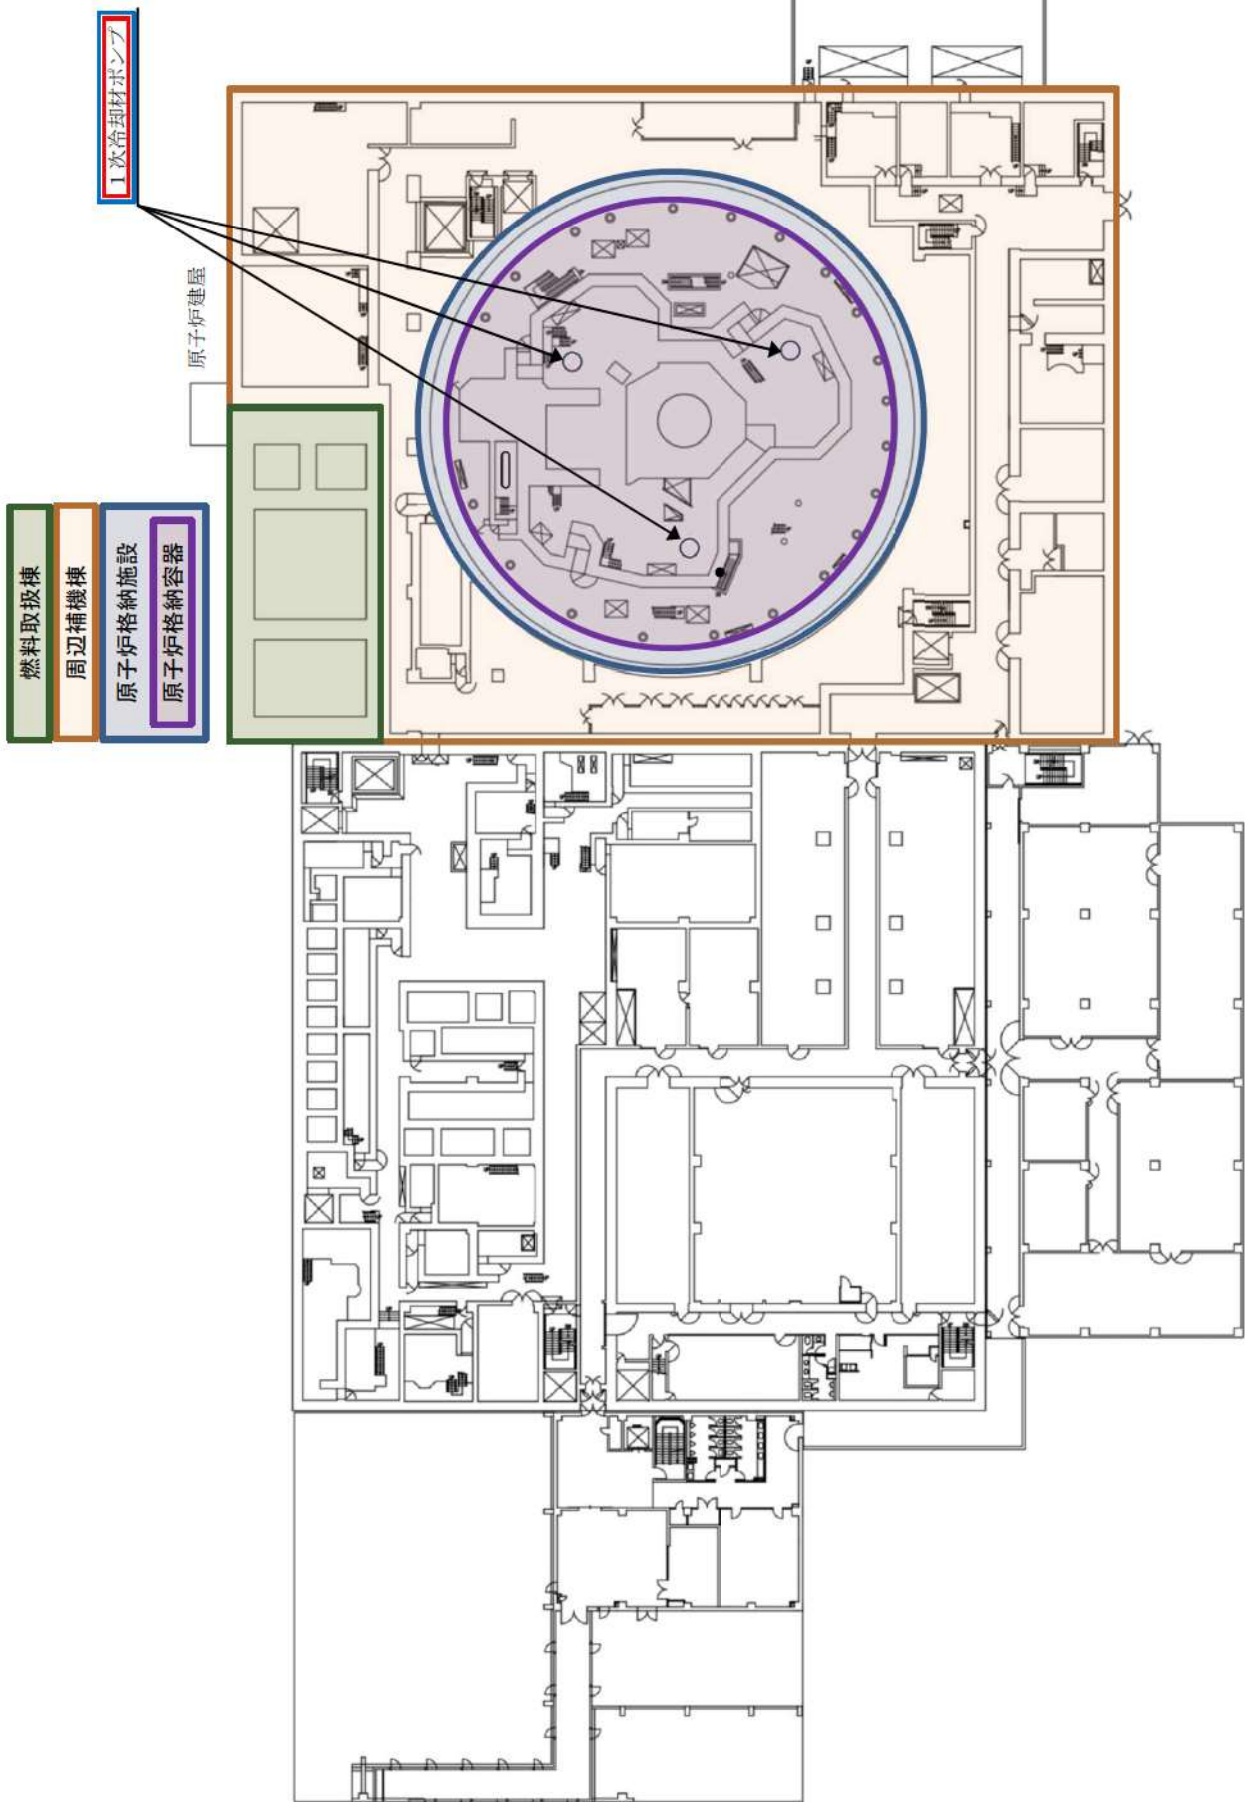 1次冷却材ポンプ
原子炉建屋
燃料取扱棟
周辺補機棟
原子炉格納施設
原子炉格納容器